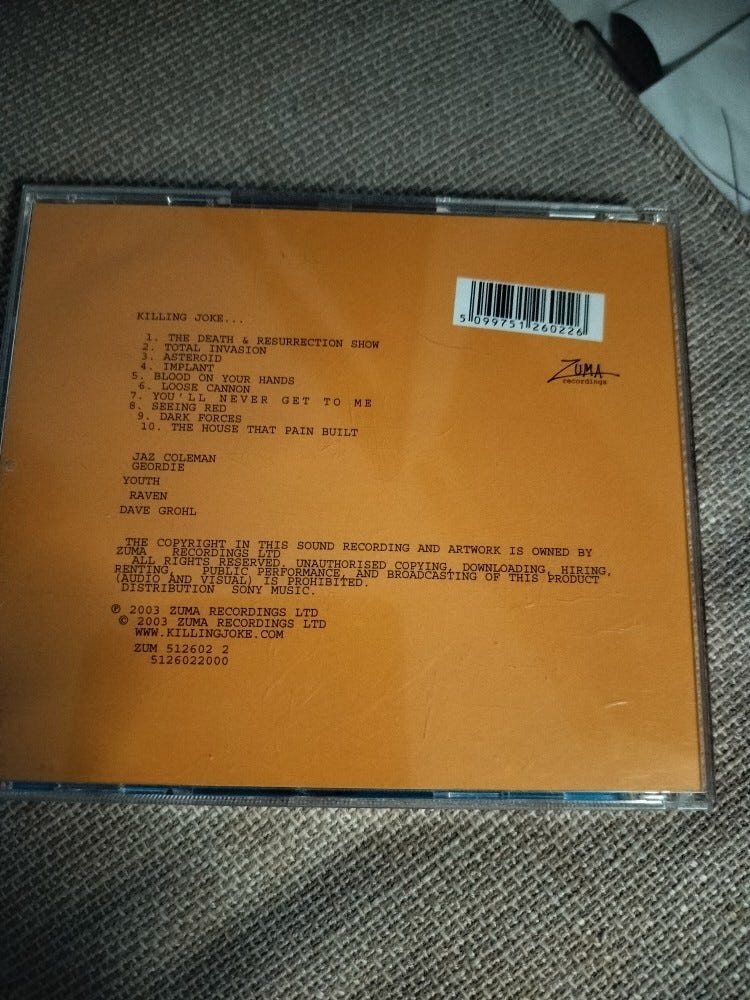 5 099751 260226
ZUMA
recordings
KILLING JOKE...
1. THE DEATH & RESURRECTION SHOW
2. TOTAL INVASION
3. ASTEROID
4. IMPLANT
5. BLOOD ON YOUR HANDS
6. LOOSE CANNON
7. YOU'LL NEVER GET TO ME
8. SEEING RED
9. DARK FORCES
10. THE HOUSE THAT PAIN BUILT
JAZ COLEMAN
GEORDIE
YOUTH
RAVEN
DAVE GROHL
THE COPYRIGHT IN THIS SOUND RECORDING AND ARTWORK IS OWNED BY
ZUMA RECORDINGS LTD
ALL RIGHTS RESERVED. UNAUTHORISED COPYING, DOWNLOADING, HIRING,
RENTING, PUBLIC PERFORMANCE, AND BROADCASTING OF THIS PRODUCT
(AUDIO AND VISUAL) IS PROHIBITED.
DISTRIBUTION SONY MUSIC.
℗ 2003 ZUMA RECORDINGS LTD
© 2003 ZUMA RECORDINGS LTD
WWW.KILLINGJOKE.COM
ZUM 512602 2
5126022000